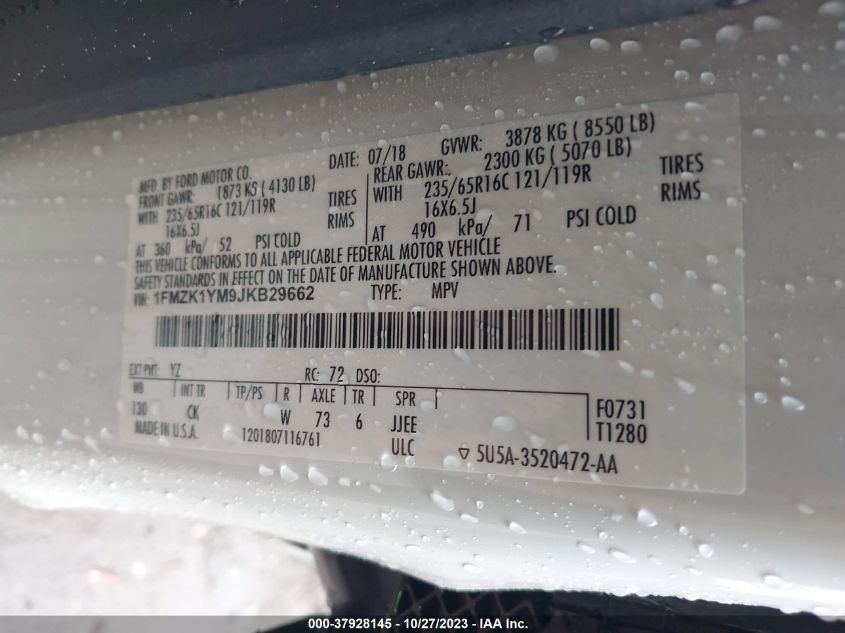 MFD. BY FORD MOTOR CO. DATE: 07/18 GVWR: 3878 KG ( 8550 LB)
FRONT GAWR: 1873 KS ( 4130 LB) REAR GAWR: 2300 KG ( 5070 LB)
WITH 235/65R16C 121/119R TIRES WITH 235/65R16C 121/119R TIRES
16X6.5J RIMS 16X6.5J RIMS
AT 360 kPa/ 52 PSI COLD AT 490 kPa/ 71 PSI COLD
THIS VEHICLE CONFORMS TO ALL APPLICABLE FEDERAL MOTOR VEHICLE
SAFETY STANDARDS IN EFFECT ON THE DATE OF MANUFACTURE SHOWN ABOVE.
VIN: 1FMZK1YM9JKB29662 TYPE: MPV
EXT PNT: YZ RC: 72 DSO:
WB INT TR TP/PS R AXLE TR SPR
130 CK W 73 6 JJEE F0731
MADE IN U.S.A. 1201807116761 ULC T1280
▽ 5U5A-3520472-AA
000-37928145 - 10/27/2023 - IAA Inc.